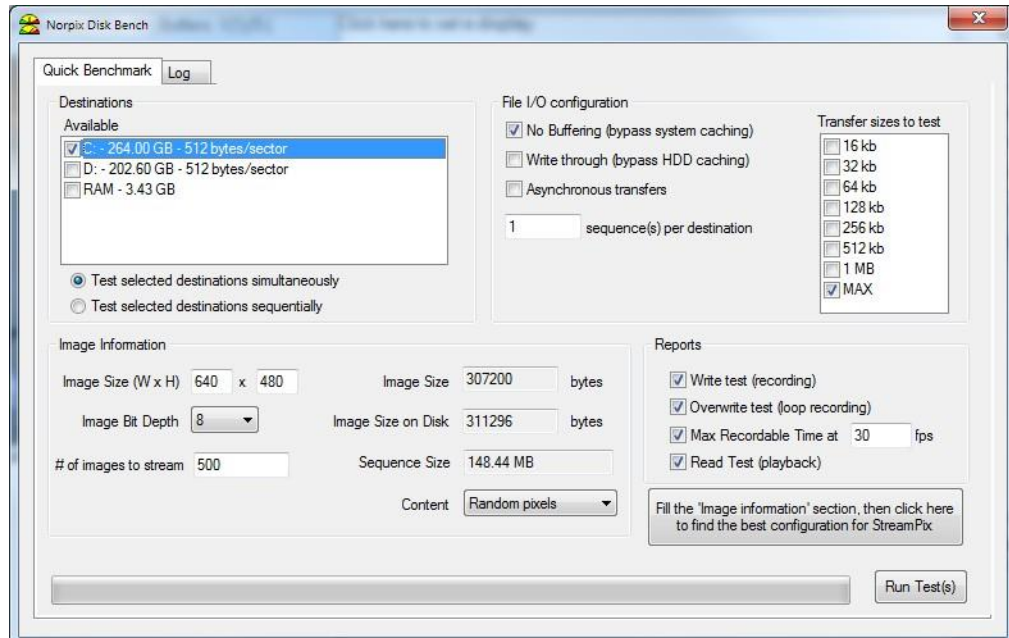 Norpix Disk Bench
Quick Benchmark
Log
Destinations
Available
C: - 264.00 GB - 512 bytes/sector
D: - 202.60 GB - 512 bytes/sector
RAM - 3.43 GB
Test selected destinations simultaneously
Test selected destinations sequentially
File I/O configuration
No Buffering (bypass system caching)
Write through (bypass HDD caching)
Asynchronous transfers
1 sequence(s) per destination
Transfer sizes to test
16 kb
32 kb
64 kb
128 kb
256 kb
512 kb
1 MB
MAX
Image Information
Image Size (W x H) 640 x 480
Image Bit Depth 8
# of images to stream 500
Image Size 307200 bytes
Image Size on Disk 311296 bytes
Sequence Size 148.44 MB
Content Random pixels
Reports
Write test (recording)
Overwrite test (loop recording)
Max Recordable Time at 30 fps
Read Test (playback)
Fill the 'Image information' section, then click here
to find the best configuration for StreamPix
Run Test(s)